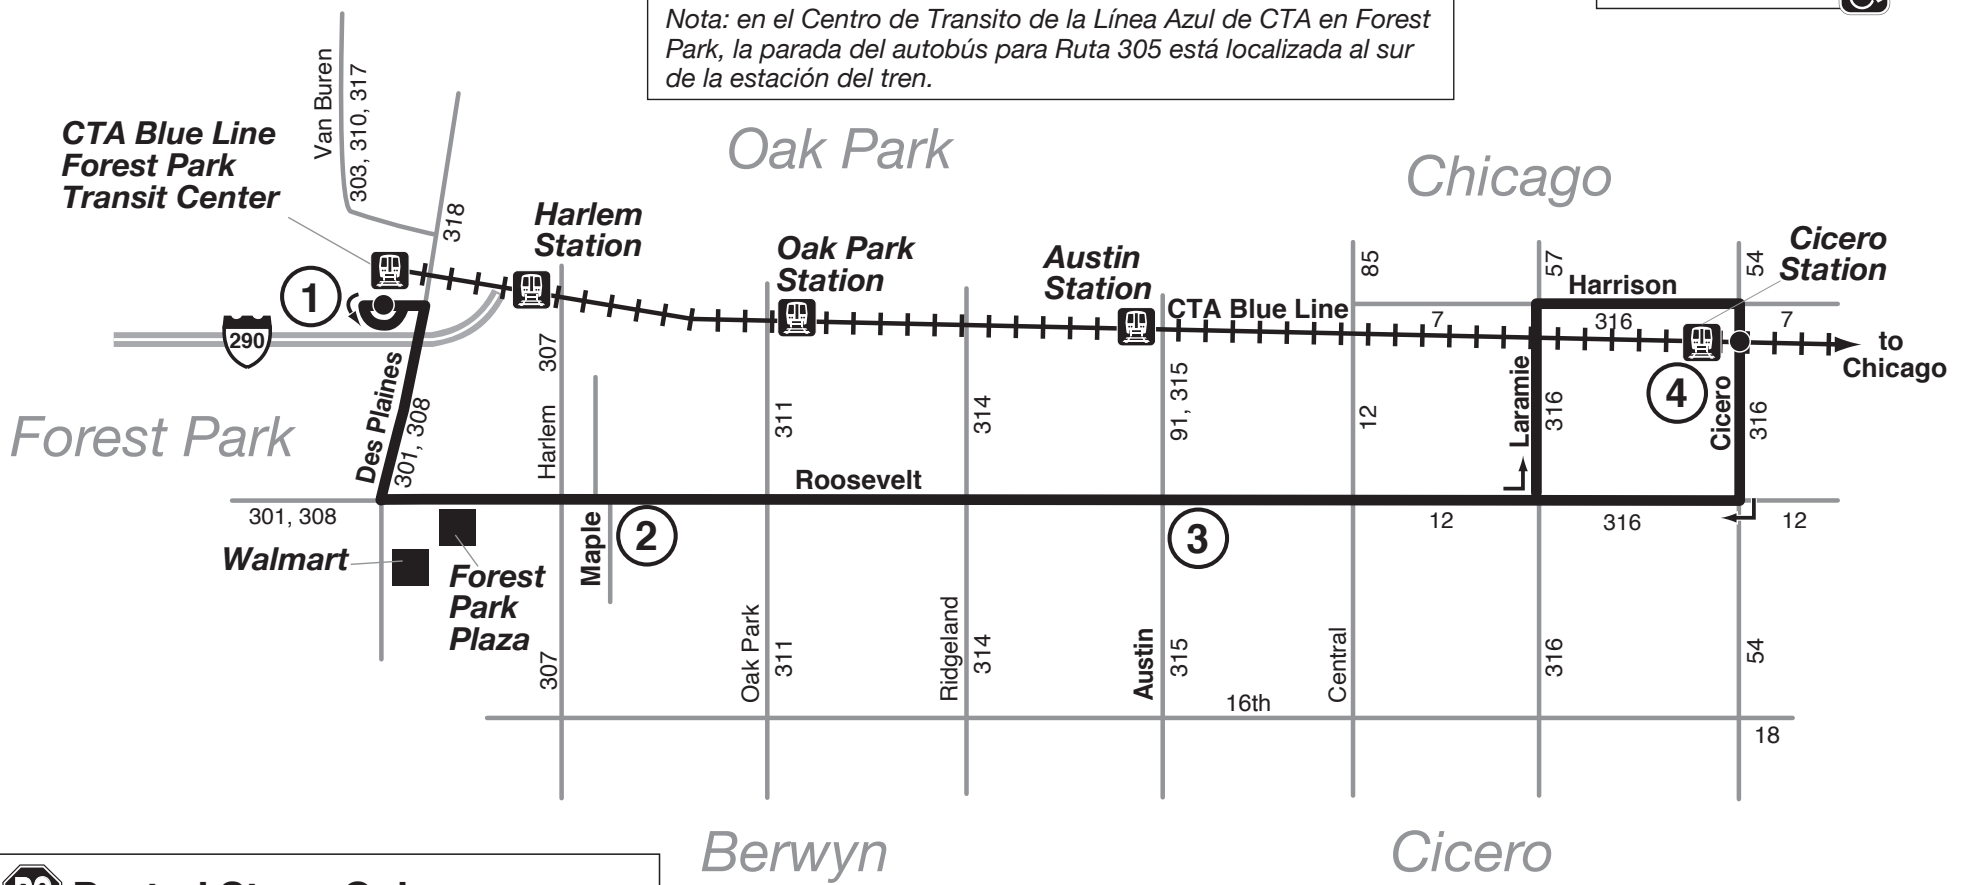 Nota: en el Centro de Transito de la Línea Azul de CTA en Forest
Park, la parada del autobús para Ruta 305 está localizada al sur
de la estación del tren.
Van Buren
303, 310, 317
318
CTA Blue Line
Forest Park
Transit Center
Oak Park
Chicago
Harlem
Station
Oak Park
Station
Austin
Station
Cicero
Station
1
290
CTA Blue Line
85
57
54
Harrison
7
316
7
to
Chicago
Forest Park
Des Plaines
301, 308
307
Harlem
311
314
91, 315
12
Laramie
316
4
Cicero
316
Roosevelt
301, 308
12
316
12
Walmart
Forest
Park
Plaza
Maple
2
3
307
Oak Park
311
Ridgeland
314
Austin
315
Central
316
54
16th
18
Berwyn
Cicero